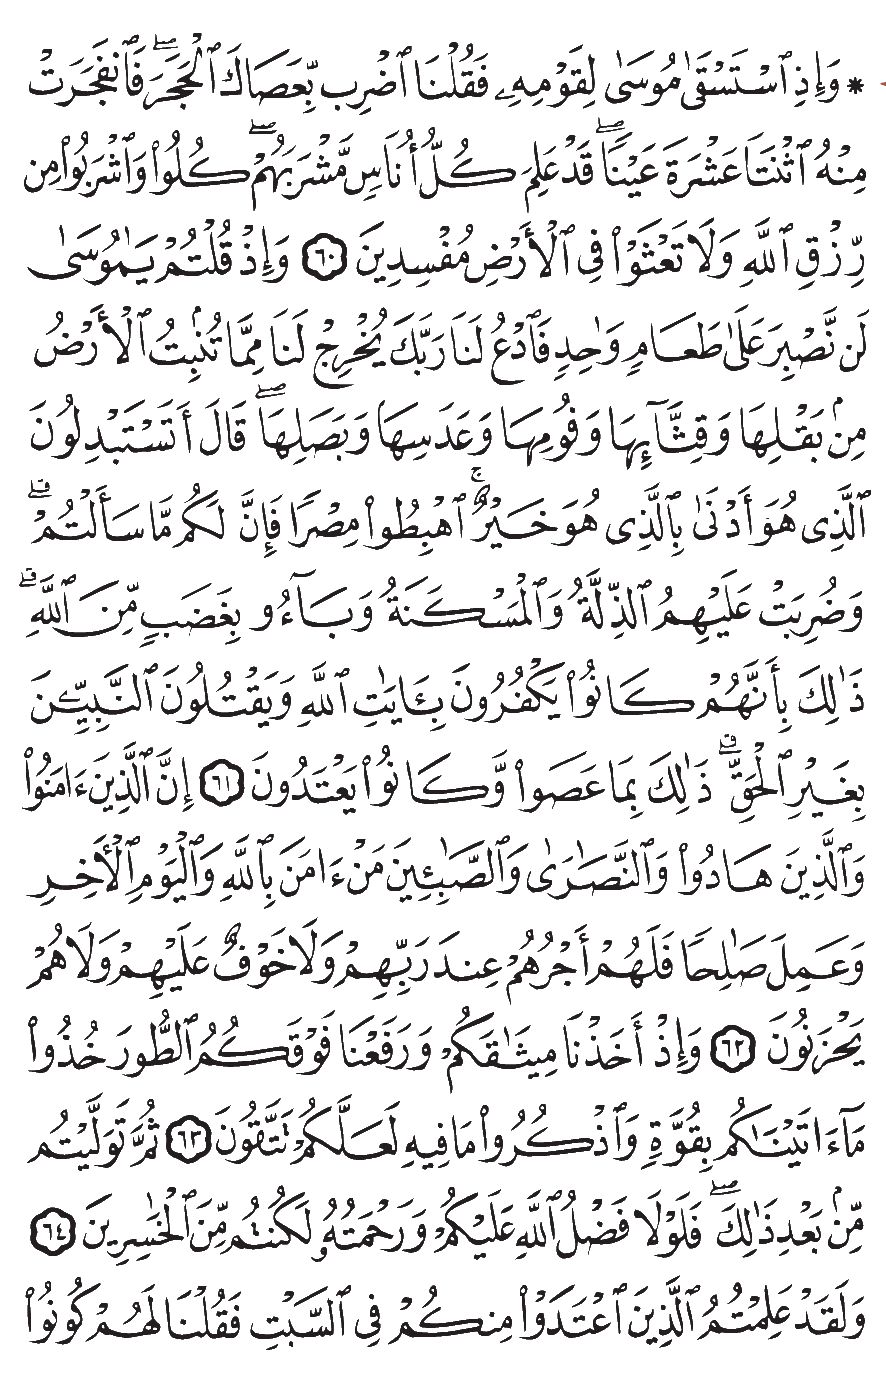 * وَإِذِ ٱسْتَسْقَىٰ مُوسَىٰ لِقَوْمِهِۦ فَقُلْنَا ٱضْرِب بِّعَصَاكَ ٱلْحَجَرَۖ فَٱنفَجَرَتْ
مِنْهُ ٱثْنَتَا عَشْرَةَ عَيْنٗاۖ قَدْ عَلِمَ كُلُّ أُنَاسٖ مَّشْرَبَهُمْۖ كُلُوا۟ وَٱشْرَبُوا۟ مِن
رِّزْقِ ٱللَّهِ وَلَا تَعْثَوْا۟ فِى ٱلْأَرْضِ مُفْسِدِينَ ٦٠ وَإِذْ قُلْتُمْ يَـٰمُوسَىٰ
لَن نَّصْبِرَ عَلَىٰ طَعَامٖ وَٰحِدٖ فَٱدْعُ لَنَا رَبَّكَ يُخْرِجْ لَنَا مِمَّا تُنۢبِتُ ٱلْأَرْضُ
مِنۢ بَقْلِهَا وَقِثَّآئِهَا وَفُومِهَا وَعَدَسِهَا وَبَصَلِهَاۖ قَالَ أَتَسْتَبْدِلُونَ
ٱلَّذِى هُوَ أَدْنَىٰ بِٱلَّذِى هُوَ خَيْرٌۚ ٱهْبِطُوا۟ مِصْرٗا فَإِنَّ لَكُم مَّا سَأَلْتُمْۗ
وَضُرِبَتْ عَلَيْهِمُ ٱلذِّلَّةُ وَٱلْمَسْكَنَةُ وَبَآءُو بِغَضَبٖ مِّنَ ٱللَّهِۗ
ذَٰلِكَ بِأَنَّهُمْ كَانُوا۟ يَكْفُرُونَ بِـَٔايَـٰتِ ٱللَّهِ وَيَقْتُلُونَ ٱلنَّبِيِّـۧنَ
بِغَيْرِ ٱلْحَقِّۗ ذَٰلِكَ بِمَا عَصَوا۟ وَّكَانُوا۟ يَعْتَدُونَ ٦١ إِنَّ ٱلَّذِينَ ءَامَنُوا۟
وَٱلَّذِينَ هَادُوا۟ وَٱلنَّصَـٰرَىٰ وَٱلصَّـٰبِـِٔينَ مَنْ ءَامَنَ بِٱللَّهِ وَٱلْيَوْمِ ٱلْـَٔاخِرِ
وَعَمِلَ صَـٰلِحٗا فَلَهُمْ أَجْرُهُمْ عِندَ رَبِّهِمْ وَلَا خَوْفٌ عَلَيْهِمْ وَلَا هُمْ
يَحْزَنُونَ ٦٢ وَإِذْ أَخَذْنَا مِيثَـٰقَكُمْ وَرَفَعْنَا فَوْقَكُمُ ٱلطُّورَ خُذُوا۟
مَآ ءَاتَيْنَـٰكُم بِقُوَّةٖ وَٱذْكُرُوا۟ مَا فِيهِ لَعَلَّكُمْ تَتَّقُونَ ٦٣ ثُمَّ تَوَلَّيْتُم
مِّنۢ بَعْدِ ذَٰلِكَۖ فَلَوْلَا فَضْلُ ٱللَّهِ عَلَيْكُمْ وَرَحْمَتُهُۥ لَكُنتُم مِّنَ ٱلْخَـٰسِرِينَ ٦٤
وَلَقَدْ عَلِمْتُمُ ٱلَّذِينَ ٱعْتَدَوْا۟ مِنكُمْ فِى ٱلسَّبْتِ فَقُلْنَا لَهُمْ كُونُوا۟